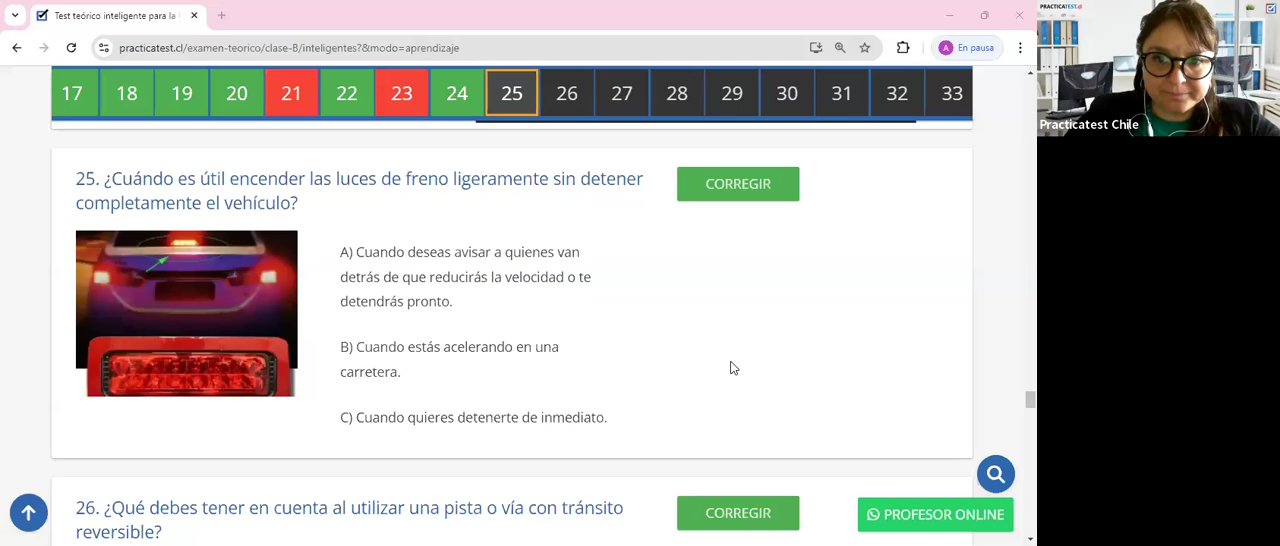 Test teórico inteligente para la
practicatest.cl/examen-teorico/clase-B/inteligentes?&modo=aprendizaje
A
En pausa
PRACTICATEST.cl
Practicatest Chile
17 18 19 20 21 22 23 24 25 26 27 28 29 30 31 32 33
25. ¿Cuándo es útil encender las luces de freno ligeramente sin detener
completamente el vehículo?
CORREGIR
A) Cuando deseas avisar a quienes van
detrás de que reducirás la velocidad o te
detendrás pronto.
B) Cuando estás acelerando en una
carretera.
C) Cuando quieres detenerte de inmediato.
26. ¿Qué debes tener en cuenta al utilizar una pista o vía con tránsito
reversible?
CORREGIR
PROFESOR ONLINE